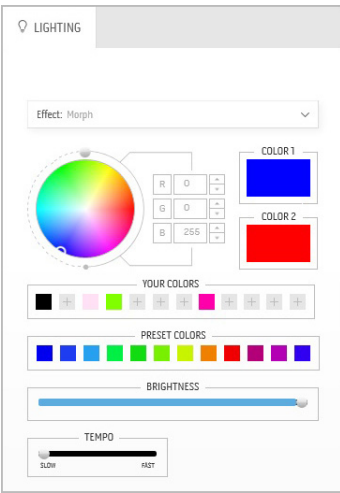 LIGHTING
Effect: Morph
COLOR 1
R 0
G 0
B 255
COLOR 2
YOUR COLORS
PRESET COLORS
BRIGHTNESS
TEMPO
SLOW FAST